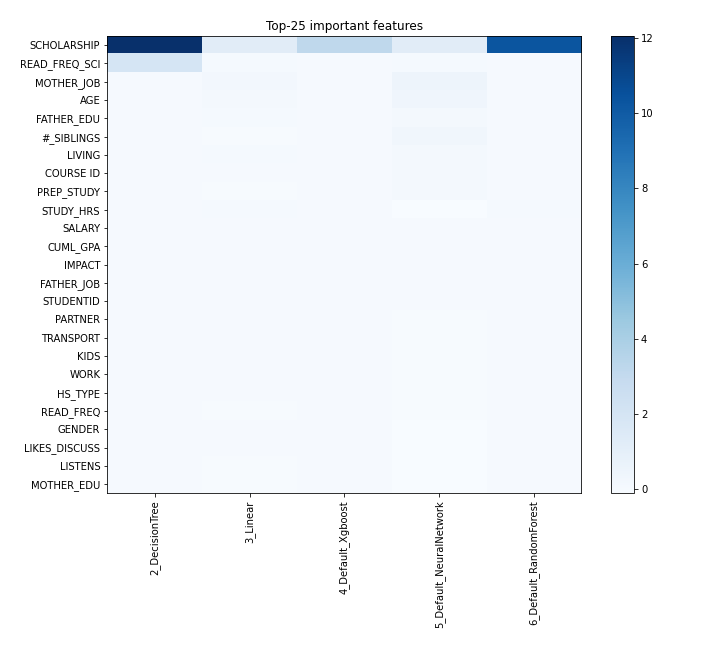 Top-25 important features
SCHOLARSHIP
READ_FREQ_SCI
MOTHER_JOB
AGE
FATHER_EDU
#_SIBLINGS
LIVING
COURSE ID
PREP_STUDY
STUDY_HRS
SALARY
CUML_GPA
IMPACT
FATHER_JOB
STUDENTID
PARTNER
TRANSPORT
KIDS
WORK
HS_TYPE
READ_FREQ
GENDER
LIKES_DISCUSS
LISTENS
MOTHER_EDU
2_DecisionTree
3_Linear
4_Default_Xgboost
5_Default_NeuralNetwork
6_Default_RandomForest
12
10
8
6
4
2
0